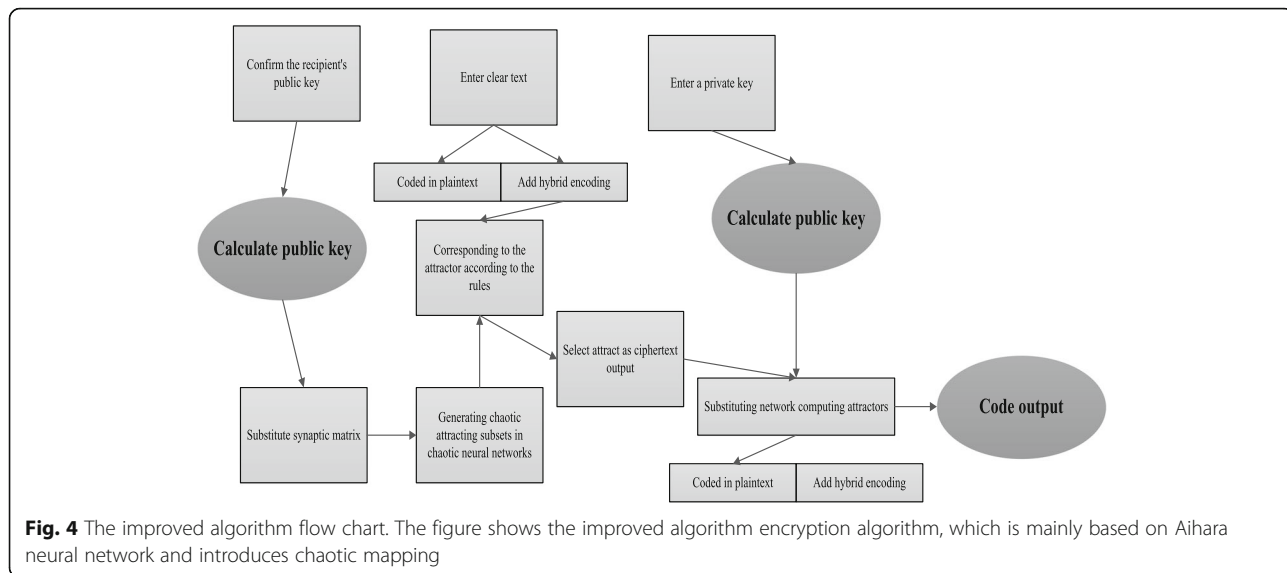 Confirm the recipient's
public key
Enter clear text
Enter a private key
Coded in plaintext
Add hybrid encoding
Calculate public key
Calculate public key
Corresponding to the
attractor according to the
rules
Select attract as ciphertext
output
Substitute synaptic matrix
Generating chaotic
attracting subsets in
chaotic neural networks
Substituting network computing attractors
Code output
Coded in plaintext
Add hybrid encoding
Fig. 4 The improved algorithm flow chart. The figure shows the improved algorithm encryption algorithm, which is mainly based on Aihara
neural network and introduces chaotic mapping